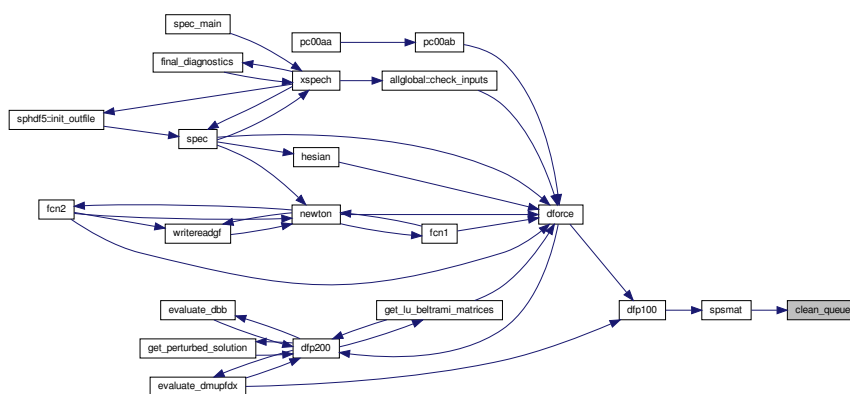 spec_main
pc00aa
pc00ab
final_diagnostics
xspech
allglobal::check_inputs
sphdf5::init_outfile
spec
hesian
fcn2
newton
dforce
writereadgf
fcn1
evaluate_dbb
get_lu_beltrami_matrices
dfp100
spsmat
clean_queue
get_perturbed_solution
dfp200
evaluate_dmupfdx